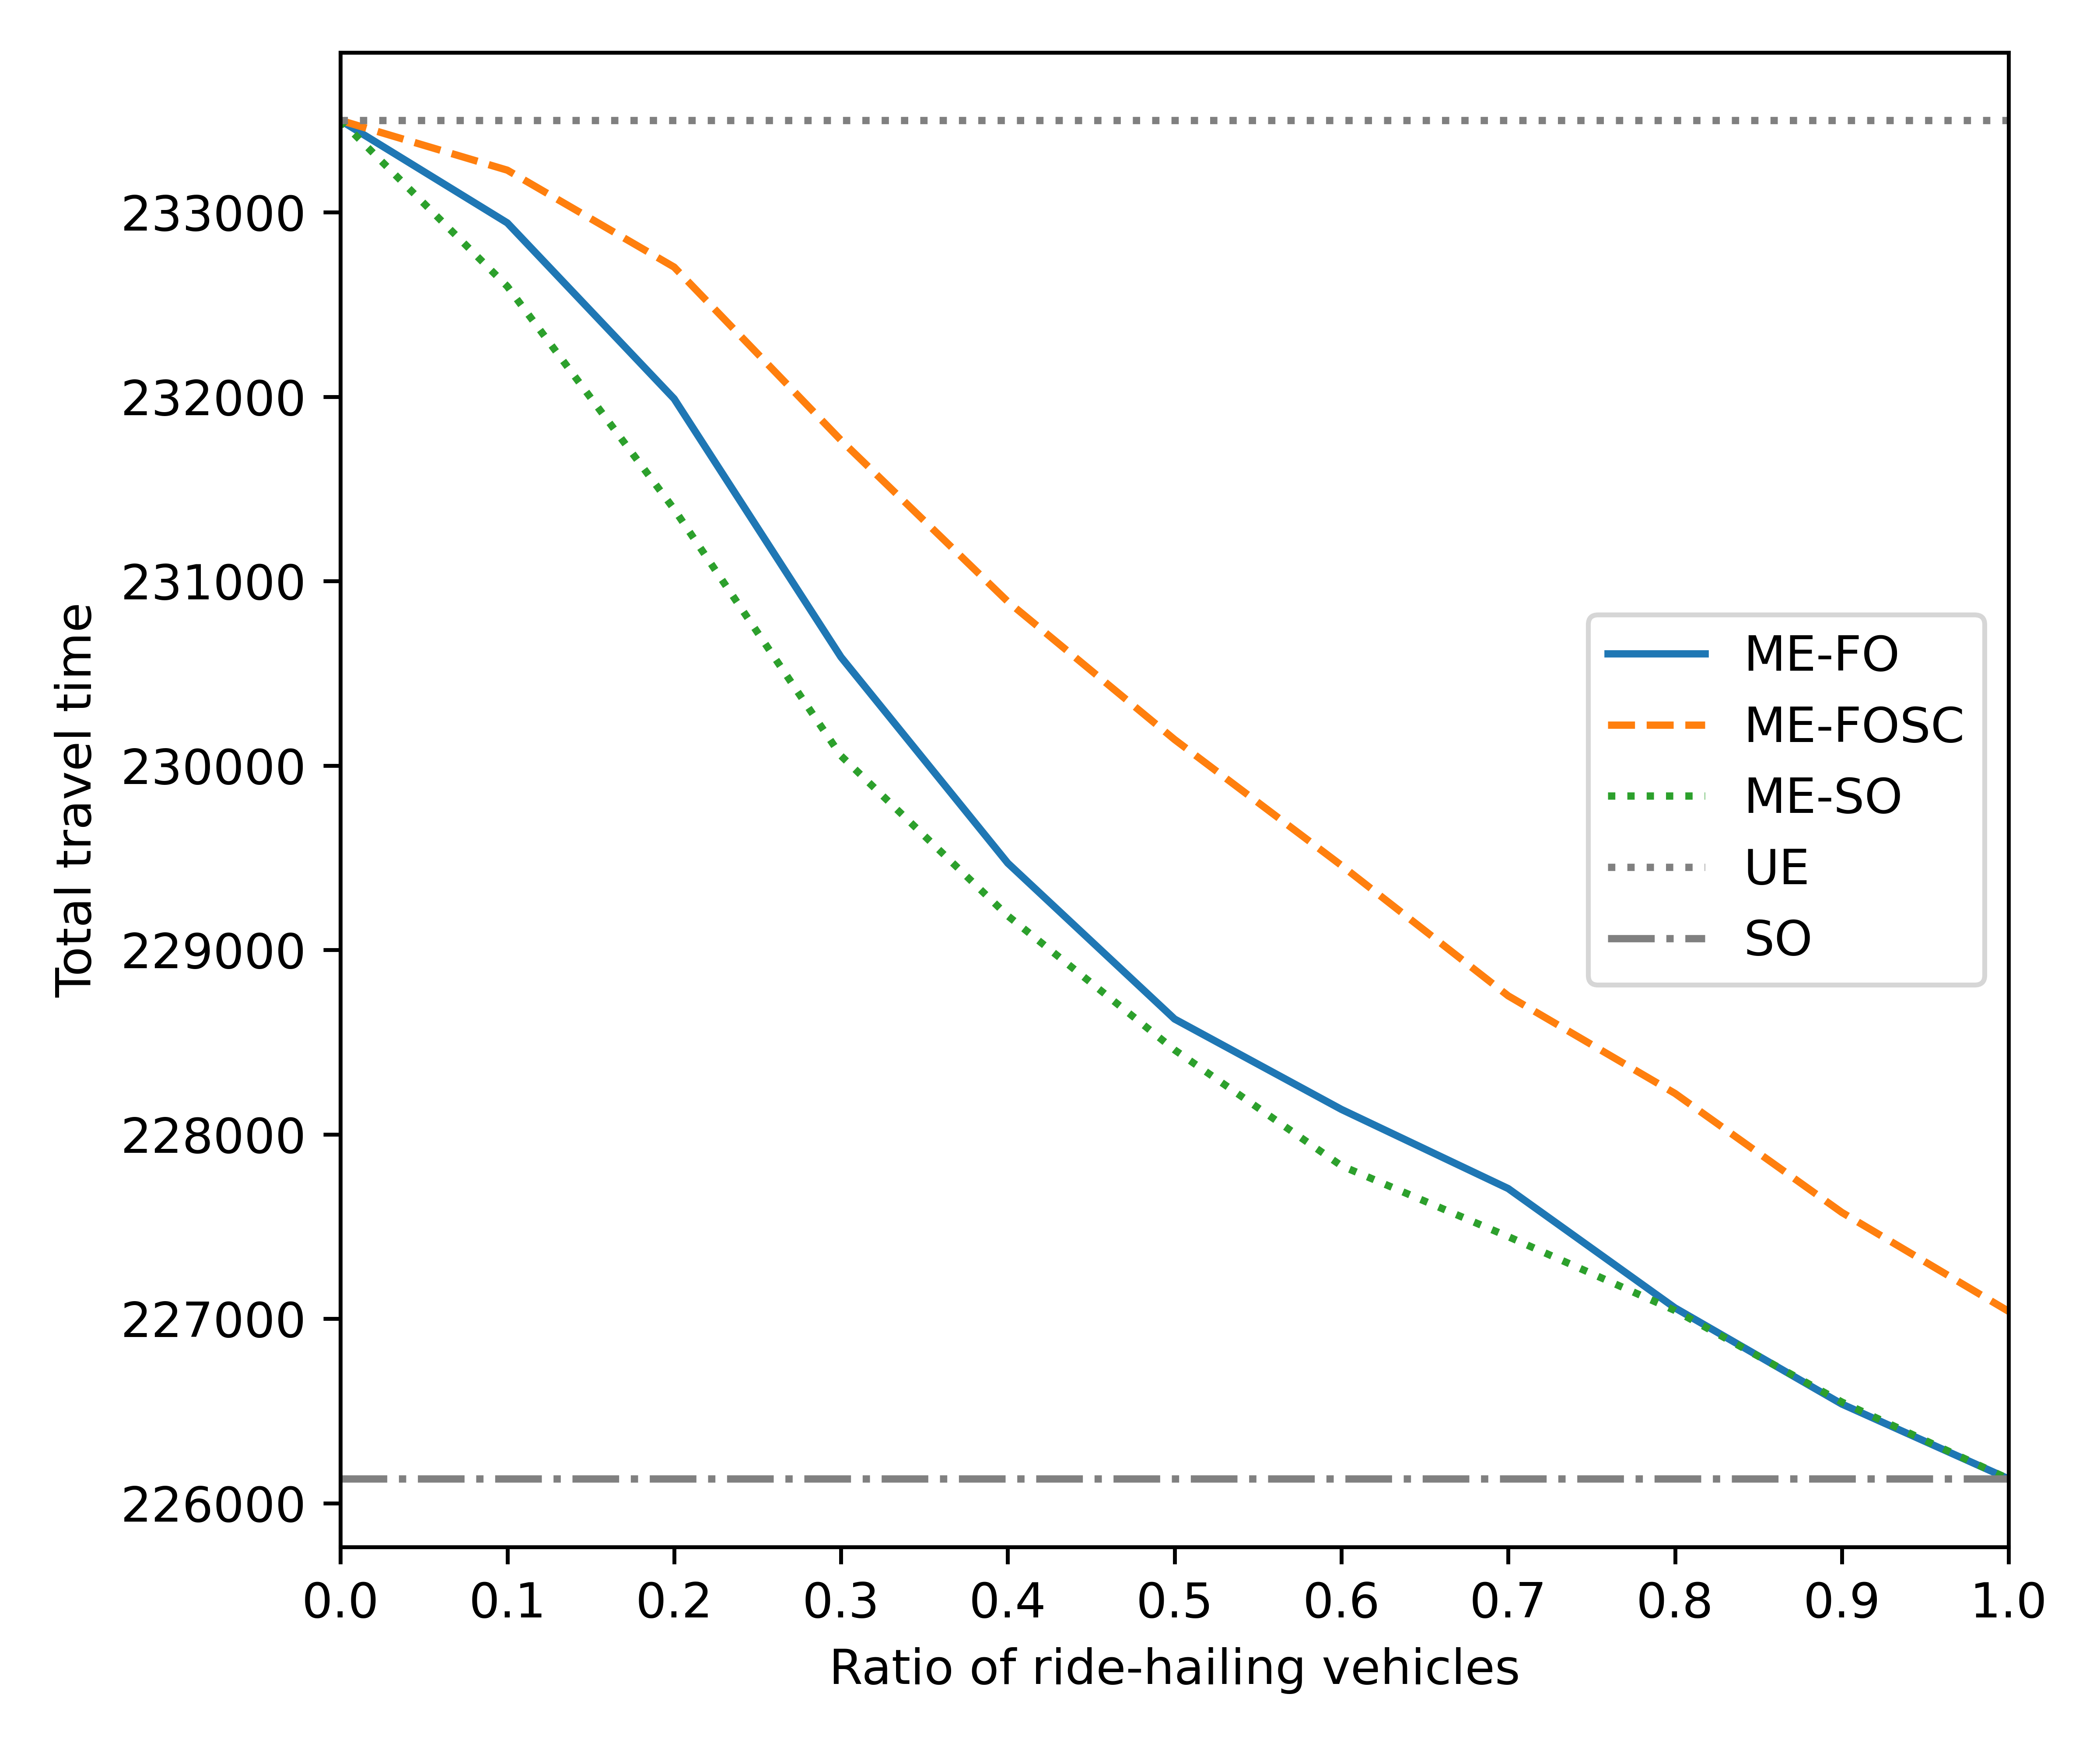 233000
232000
231000
230000
229000
228000
227000
226000
Total travel time
ME-FO
ME-FOSC
ME-SO
UE
SO
0.0 0.1 0.2 0.3 0.4 0.5 0.6 0.7 0.8 0.9 1.0
Ratio of ride-hailing vehicles